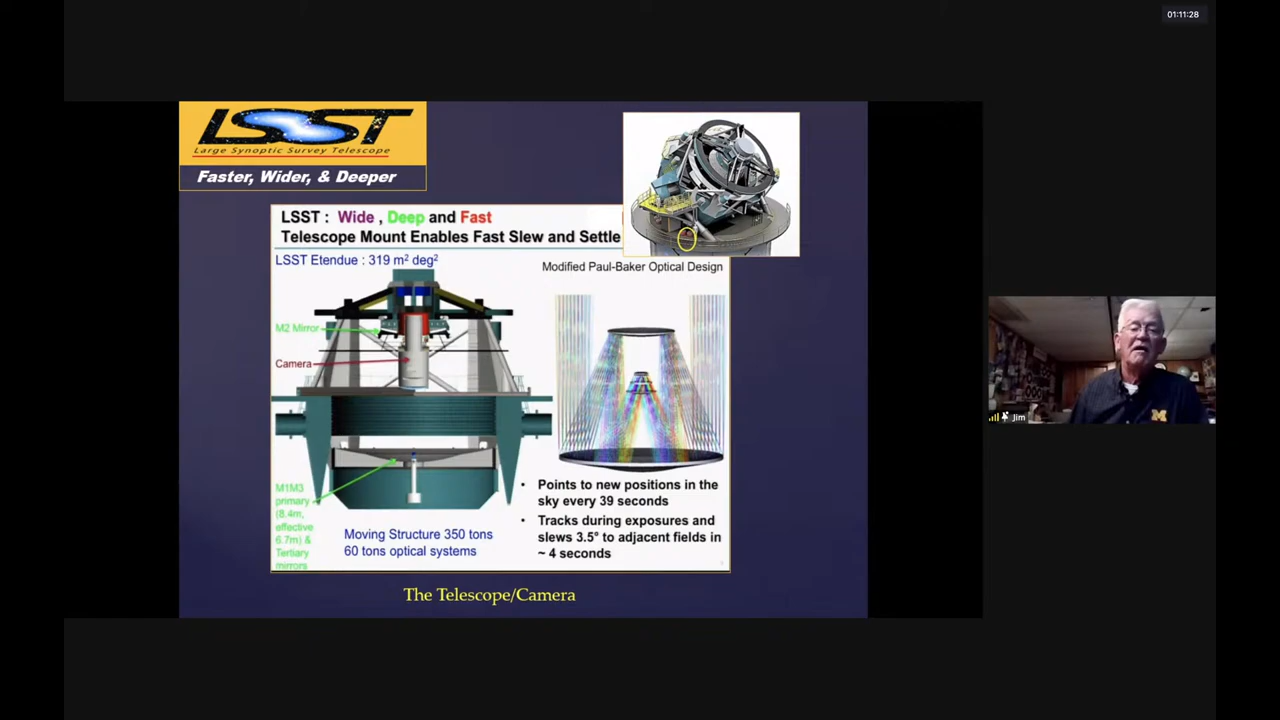 01:11:28
LSST
Large Synoptic Survey Telescope
Faster, Wider, & Deeper
LSST : Wide , Deep and Fast
Telescope Mount Enables Fast Slew and Settle
LSST Etendue : 319 m² deg²
Modified Paul-Baker Optical Design
M2 Mirror
Camera
M1M3
primary
(8.4m,
effective
6.7m) &
Tertiary
mirrors
Moving Structure 350 tons
60 tons optical systems
• Points to new positions in the
sky every 39 seconds
• Tracks during exposures and
slews 3.5° to adjacent fields in
~ 4 seconds
The Telescope/Camera
Jim
M